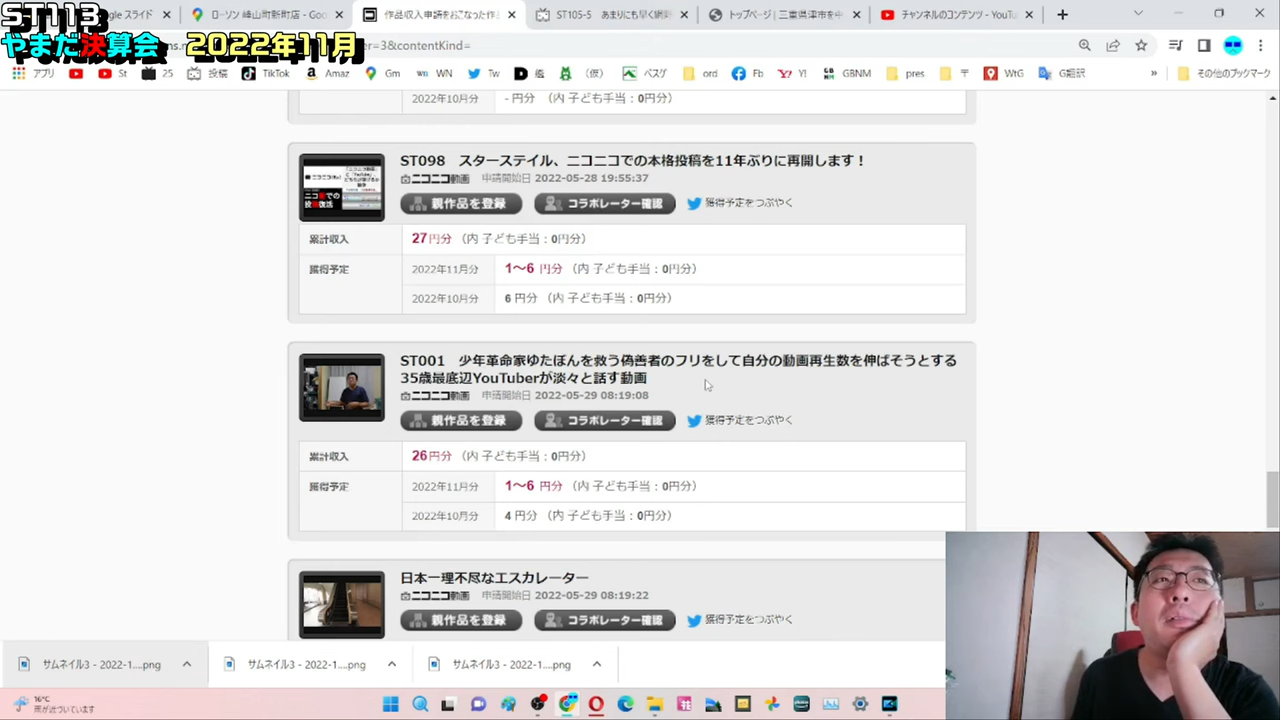 ST113
やまだ決算会 2022年11月
gle スライド
ローソン 峰山町新町店 - Goo
作品収入申請をおこなった作品
ST105-5 あまりにも早く網野
トップページ | 三重県津市を中
チャンネルのコンテンツ - YouTu
=3&contentKind=
アプリ
St
25
投稿
TikTok
Amaz
Gm
WN
Tw
艦
(仮)
ベスグ
ord
Fb
Y!
GBNM
pres
〒
WtG
G翻訳
その他のブックマーク
2022年10月分 - 円分 (内 子ども手当：0円分)
ST098 スターステイル、ニコニコでの本格投稿を11年ぶりに再開します！
ニコニコ動画 申請開始日 2022-05-28 19:55:37
親作品を登録 コラボレーター確認 獲得予定をつぶやく
累計収入 27円分 (内 子ども手当：0円分)
獲得予定 2022年11月分 1～6 円分 (内 子ども手当：0円分)
2022年10月分 6 円分 (内 子ども手当：0円分)
ST001 少年革命家ゆたぼんを救う偽善者のフリをして自分の動画再生数を伸ばそうとする
35歳最底辺YouTuberが淡々と話す動画
ニコニコ動画 申請開始日 2022-05-29 08:19:08
親作品を登録 コラボレーター確認 獲得予定をつぶやく
累計収入 26円分 (内 子ども手当：0円分)
獲得予定 2022年11月分 1～6 円分 (内 子ども手当：0円分)
2022年10月分 4 円分 (内 子ども手当：0円分)
日本一理不尽なエスカレーター
ニコニコ動画 申請開始日 2022-05-29 08:19:22
親作品を登録 コラボレーター確認 獲得予定をつぶやく
サムネイル3 - 2022-1....png
サムネイル3 - 2022-1....png
サムネイル3 - 2022-1....png
16℃
雨が近づいています